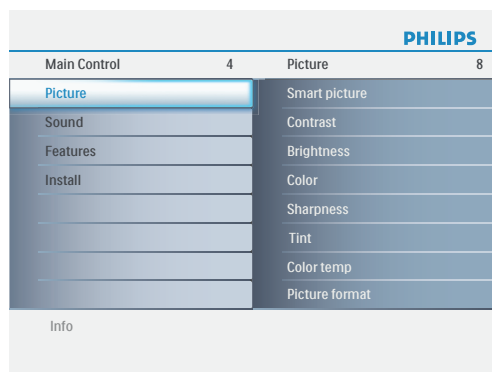 PHILIPS
Main Control 4 Picture 8
Picture Smart picture
Sound Contrast
Features Brightness
Install Color
Sharpness
Tint
Color temp
Picture format
Info